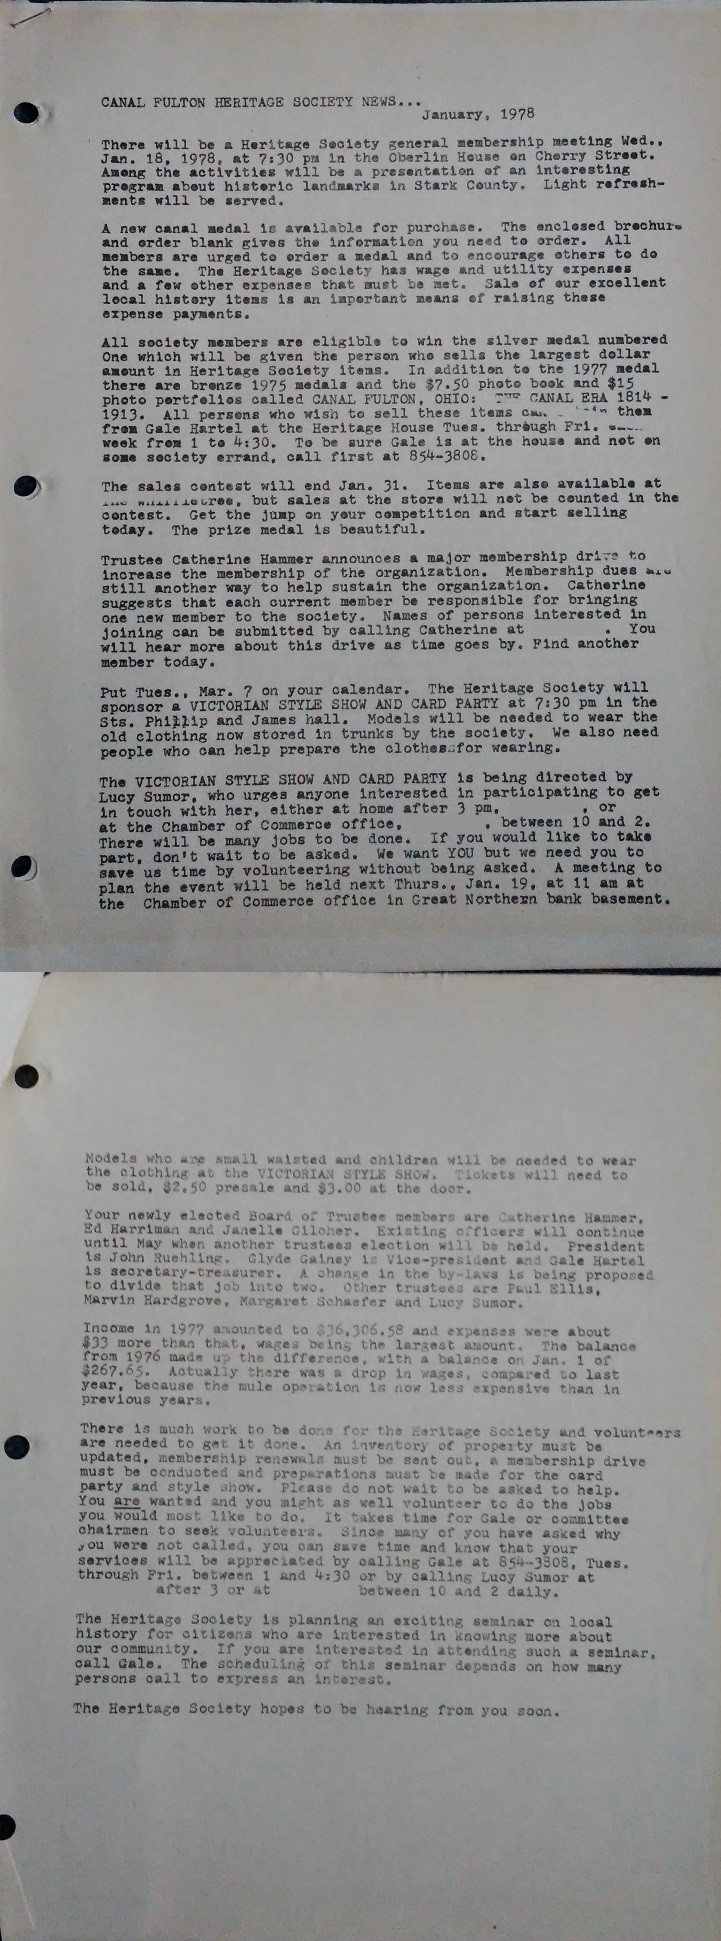 CANAL FULTON HERITAGE SOCIETY NEWS...
January, 1978
There will be a Heritage Society general membership meeting Wed.,
Jan. 18, 1978, at 7:30 pm in the Oberlin House on Cherry Street.
Among the activities will be a presentation of an interesting
program about historic landmarks in Stark County. Light refresh-
ments will be served.
A new canal medal is available for purchase. The enclosed brochure
and order blank gives the information you need to order. All
members are urged to order a medal and to encourage others to do
the same. The Heritage Society has wage and utility expenses
and a few other expenses that must be met. Sale of our excellent
local history items is an important means of raising these
expense payments.
All society members are eligible to win the silver medal numbered
One which will be given the person who sells the largest dollar
amount in Heritage Society items. In addition to the 1977 medal
there are bronze 1975 medals and the $7.50 photo book and $15
photo portfolios called CANAL FULTON, OHIO: THE CANAL ERA 1814 -
1913. All persons who wish to sell these items can them
from Gale Hartel at the Heritage House Tues. through Fri.
week from 1 to 4:30. To be sure Gale is at the house and not on
some society errand, call first at 854-3808.
The sales contest will end Jan. 31. Items are also available at
but sales at the store will not be counted in the
contest. Get the jump on your competition and start selling
today. The prize medal is beautiful.
Trustee Catherine Hammer announces a major membership drive to
increase the membership of the organization. Membership dues are
still another way to help sustain the organization. Catherine
suggests that each current member be responsible for bringing
one new member to the society. Names of persons interested in
joining can be submitted by calling Catherine at . You
will hear more about this drive as time goes by. Find another
member today.
Put Tues., Mar. 7 on your calendar. The Heritage Society will
sponsor a VICTORIAN STYLE SHOW AND CARD PARTY at 7:30 pm in the
Sts. Phillip and James hall. Models will be needed to wear the
old clothing now stored in trunks by the society. We also need
people who can help prepare the clothes for wearing.
The VICTORIAN STYLE SHOW AND CARD PARTY is being directed by
Lucy Sumor, who urges anyone interested in participating to get
in touch with her, either at home after 3 pm, , or
at the Chamber of Commerce office, , between 10 and 2.
There will be many jobs to be done. If you would like to take
part, don't wait to be asked. We want YOU but we need you to
save us time by volunteering without being asked. A meeting to
plan the event will be held next Thurs., Jan. 19, at 11 am at
the Chamber of Commerce office in Great Northern bank basement.
Models who are small waisted and children will be needed to wear
the clothing at the VICTORIAN STYLE SHOW. Tickets will need to
be sold, $2.50 presale and $3.00 at the door.
Your newly elected Board of Trustee members are Catherine Hammer,
Ed Harriman and Janelle Gilcher. Existing officers will continue
until May when another trustees election will be held. President
is John Ruehling. Clyde Gainey is Vice-president and Gale Hartel
is secretary-treasurer. A change in the by-laws is being proposed
to divide that job into two. Other trustees are Paul Ellis,
Marvin Hardgrove, Margaret Schaefer and Lucy Sumor.
Income in 1977 amounted to $36,306.58 and expenses were about
$33 more than that, wages being the largest amount. The balance
from 1976 made up the difference, with a balance on Jan. 1 of
$267.65. Actually there was a drop in wages, compared to last
year, because the mule operation is now less expensive than in
previous years.
There is much work to be done for the Heritage Society and volunteers
are needed to get it done. An inventory of property must be
updated, membership renewals must be sent out, a membership drive
must be conducted and preparations must be made for the card
party and style show. Please do not wait to be asked to help.
You are wanted and you might as well volunteer to do the jobs
you would most like to do. It takes time for Gale or committee
chairmen to seek volunteers. Since many of you have asked why
you were not called, you can save time and know that your
services will be appreciated by calling Gale at 854-3808, Tues.
through Fri. between 1 and 4:30 or by calling Lucy Sumor at
after 3 or at between 10 and 2 daily.
The Heritage Society is planning an exciting seminar on local
history for citizens who are interested in knowing more about
our community. If you are interested in attending such a seminar,
call Gale. The scheduling of this seminar depends on how many
persons call to express an interest.
The Heritage Society hopes to be hearing from you soon.